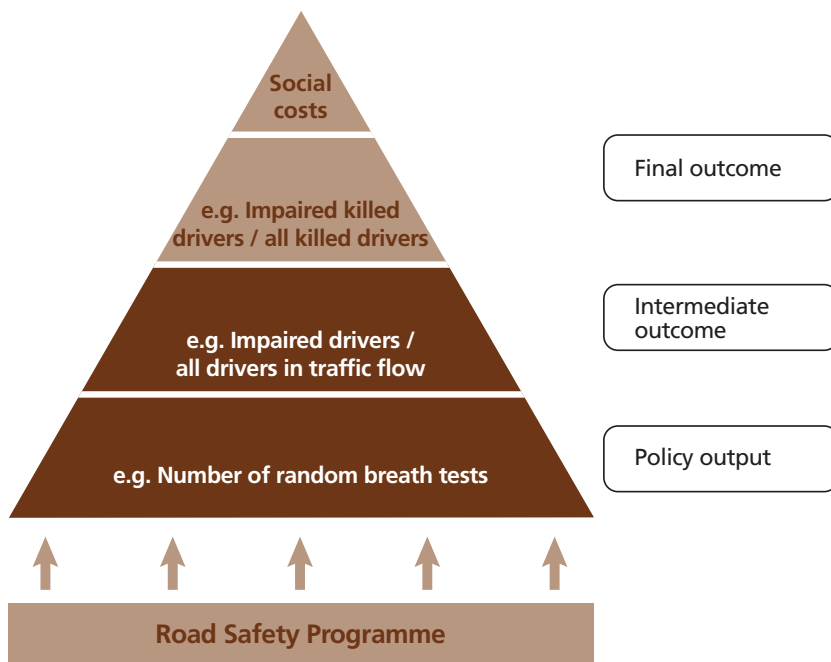 Social
costs
Final outcome
e.g. Impaired killed
drivers / all killed drivers
Intermediate
outcome
e.g. Impaired drivers /
all drivers in traffic flow
Policy output
e.g. Number of random breath tests
Road Safety Programme